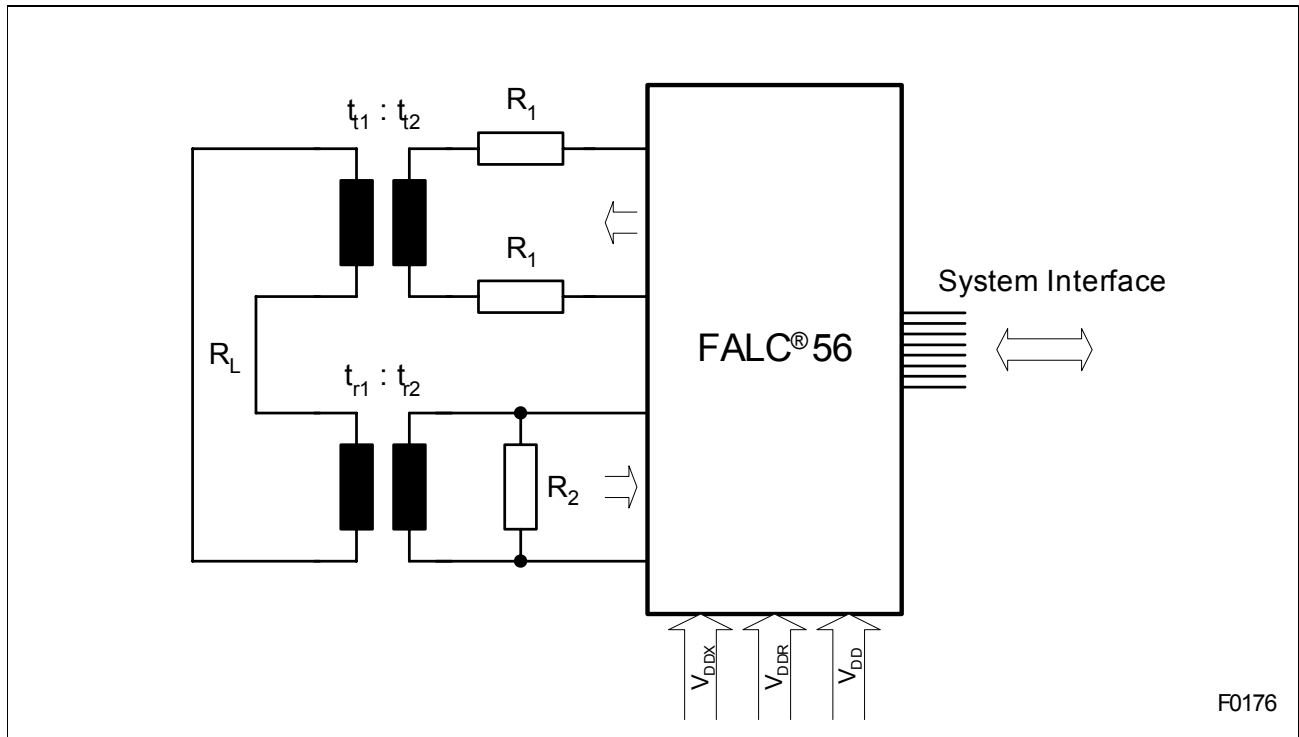 t_t1 : t_t2
R_1
R_1
System Interface
FALC® 56
R_L
t_r1 : t_r2
R_2
V_DDX
V_DDR
V_DD
F0176